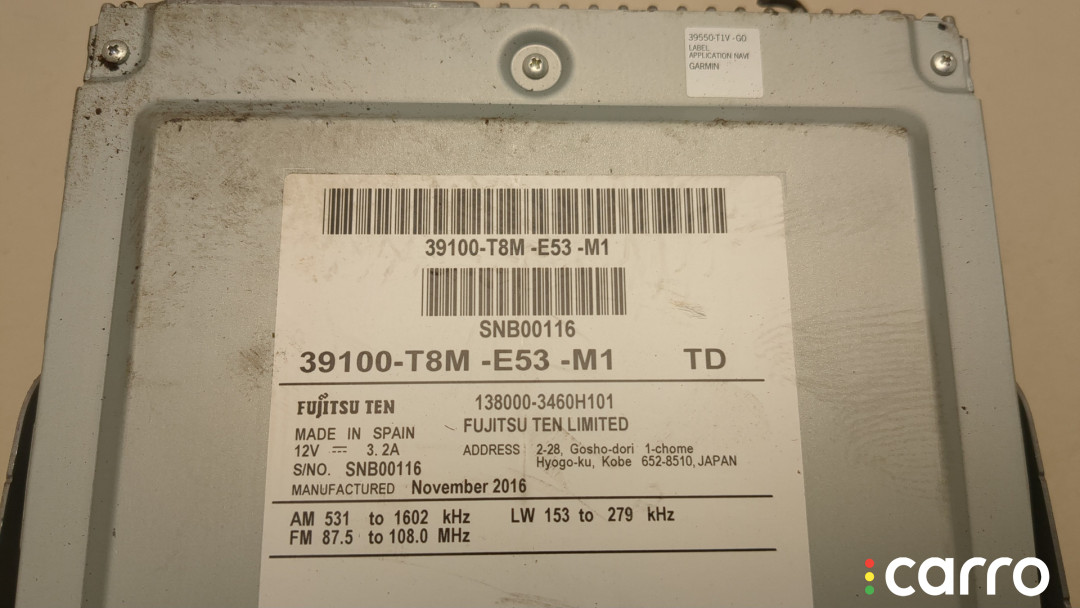 39550-T1V-G0
LABEL
APPLICATION NAVI
GARMIN
39100-T8M -E53 -M1
SNB00116
39100-T8M -E53 -M1 TD
FUJITSU TEN 138000-3460H101
FUJITSU TEN LIMITED
MADE IN SPAIN
12V 3.2A ADDRESS 2-28, Gosho-dori 1-chome
Hyogo-ku, Kobe 652-8510, JAPAN
S/NO. SNB00116
MANUFACTURED November 2016
AM 531 to 1602 kHz LW 153 to 279 kHz
FM 87.5 to 108.0 MHz
carro